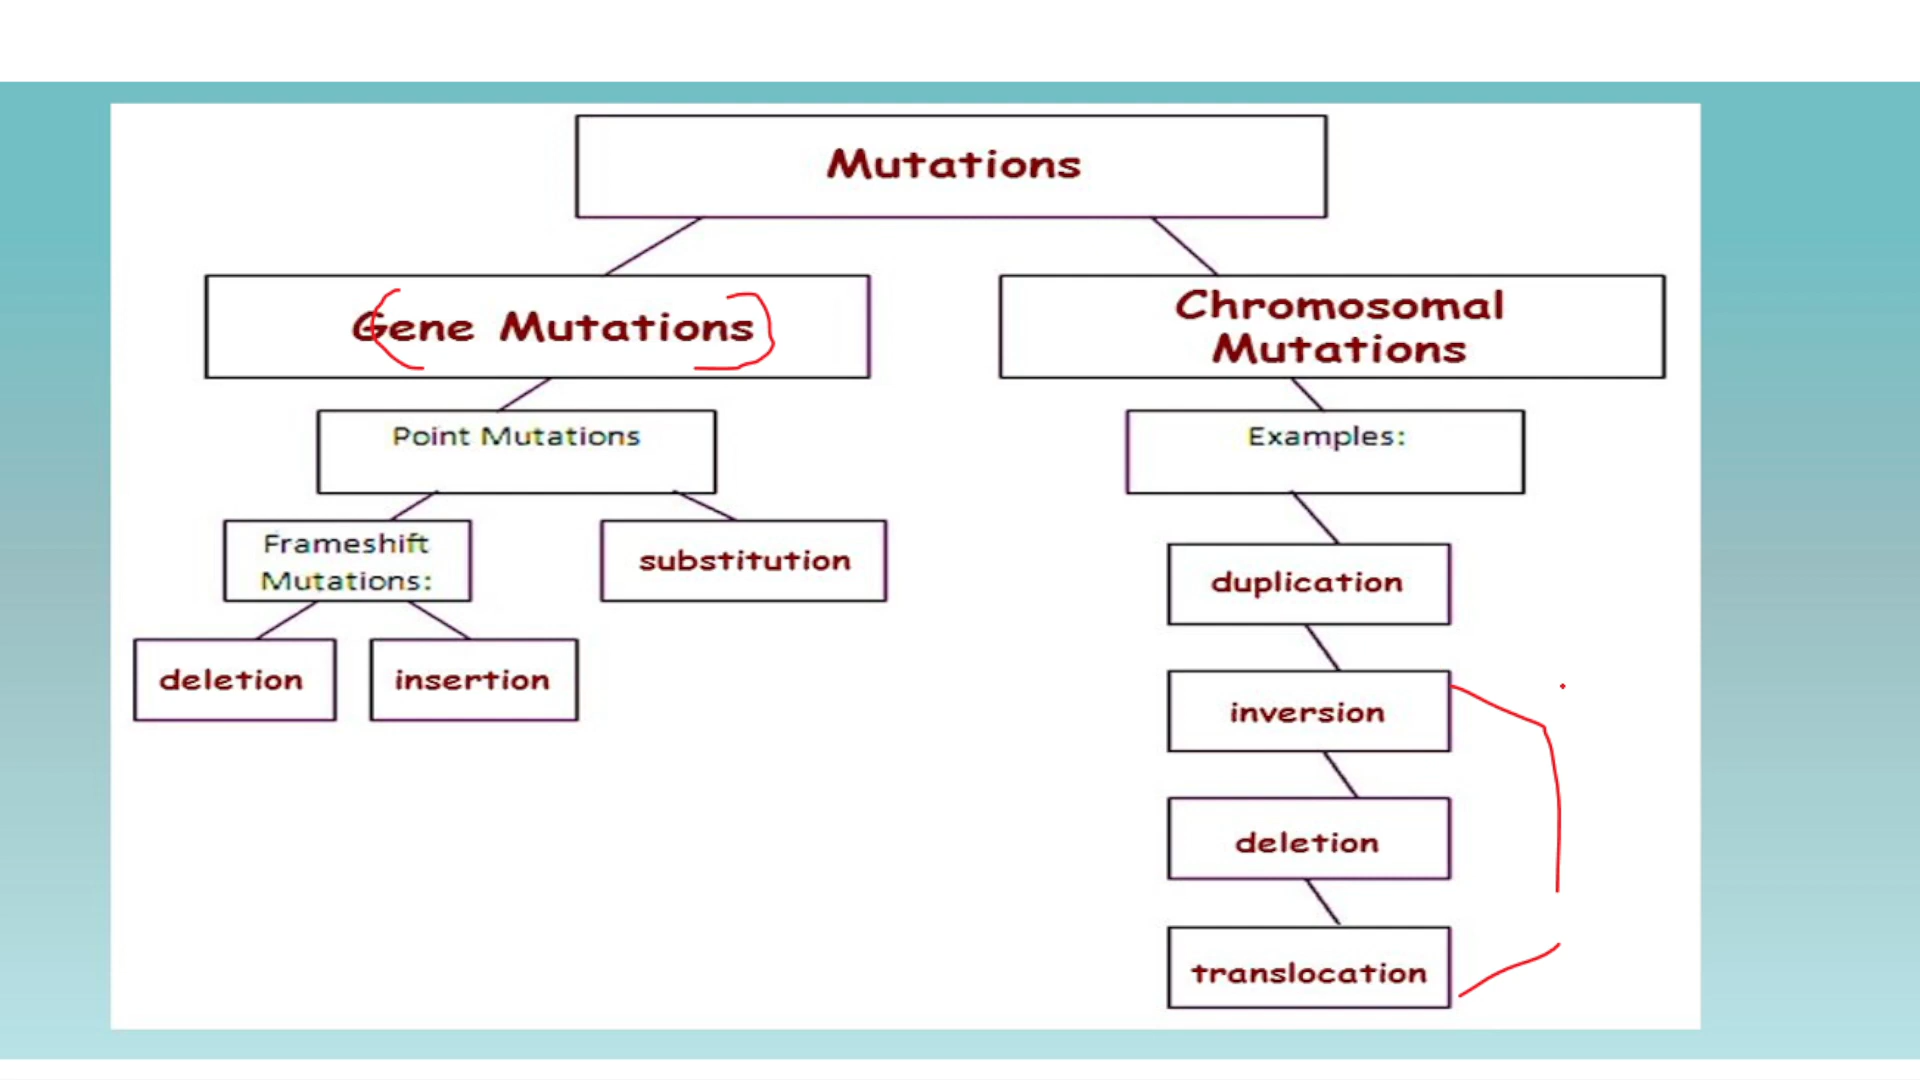 Mutations
Gene Mutations
Chromosomal
Mutations
Point Mutations
Examples:
Frameshift
Mutations:
substitution
deletion
insertion
duplication
inversion
deletion
translocation